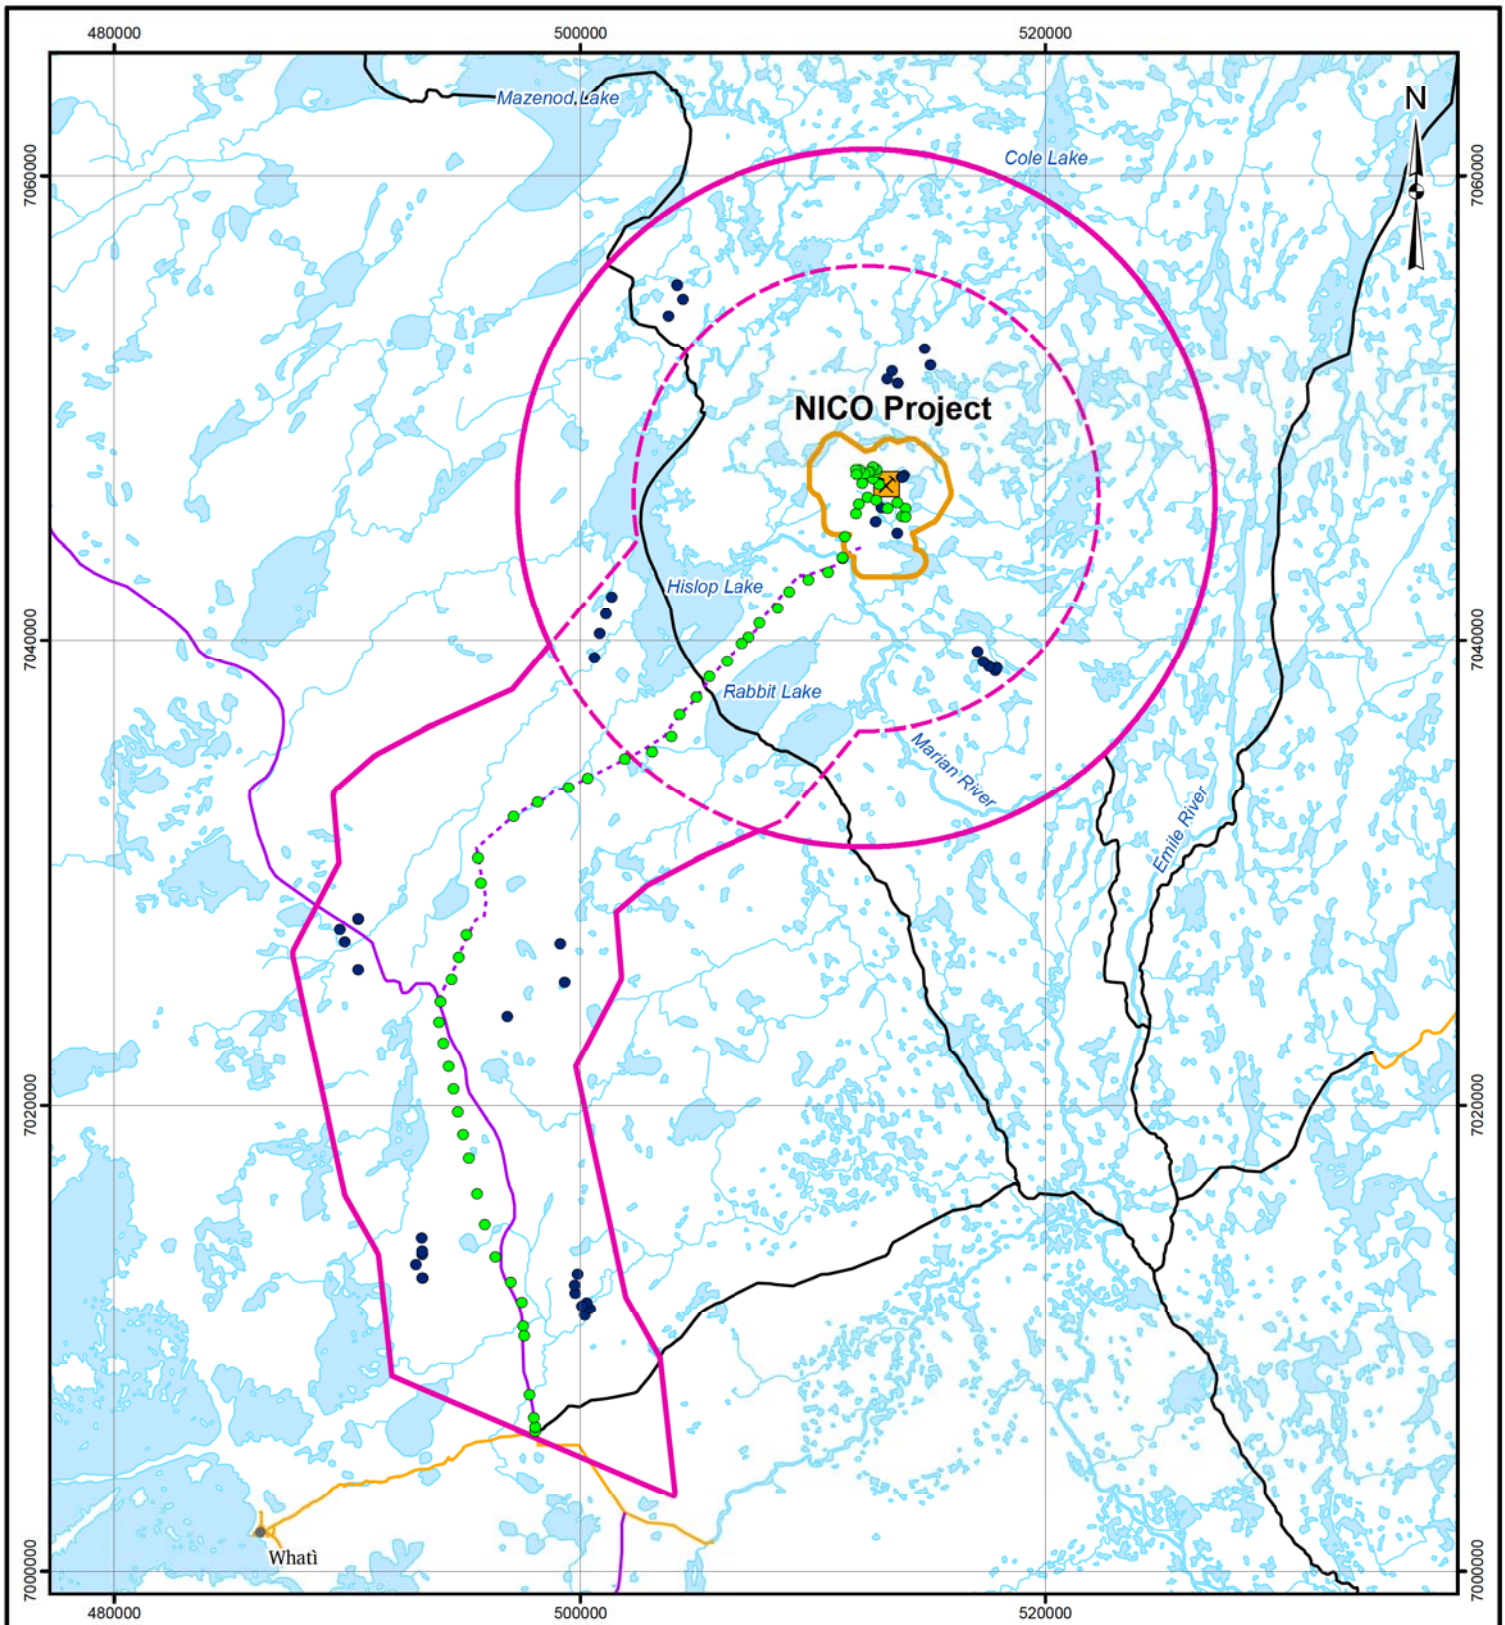 480000
500000
520000
N
Mazenod Lake
Cole Lake
7060000
7060000
NICO Project
Hislop Lake
7040000
7040000
Rabbit Lake
Marian River
Emile River
7020000
7020000
Whatì
7000000
7000000
480000
500000
520000